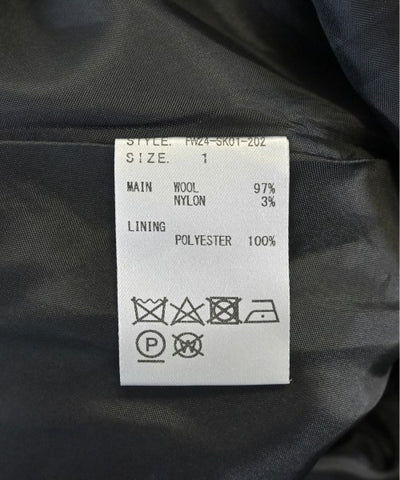 STYLE. FW24-SK01-202
SIZE. 1
MAIN WOOL 97%
NYLON 3%
LINING
POLYESTER 100%
P W